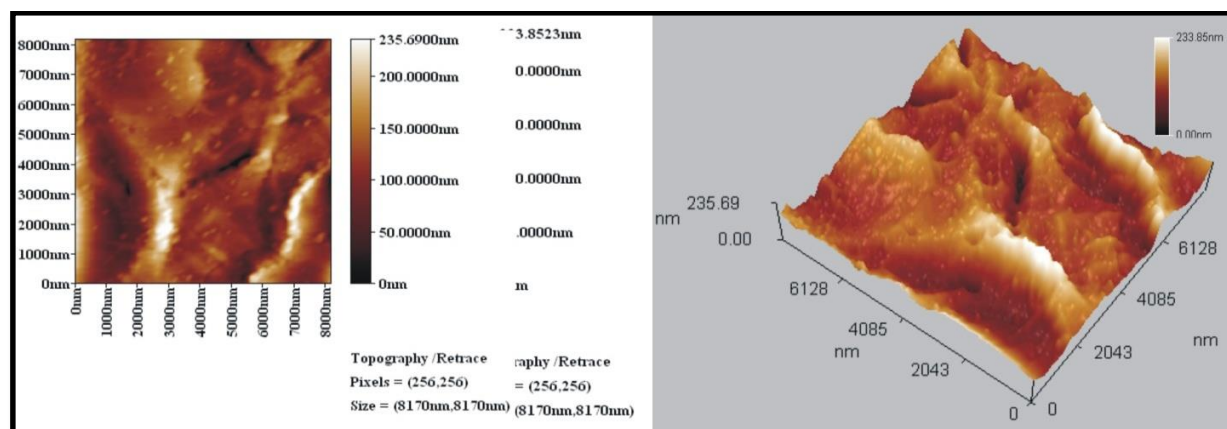 8000nm
7000nm
6000nm
5000nm
4000nm
3000nm
2000nm
1000nm
0nm
0nm
1000nm
2000nm
3000nm
4000nm
5000nm
6000nm
7000nm
8000nm
235.6900nm
200.0000nm
150.0000nm
100.0000nm
50.0000nm
0nm
Topography /Retrace
Pixels = (256,256)
Size = (8170nm,8170nm)
3.8523nm
0.0000nm
0.0000nm
0.0000nm
.0000nm
m
raphy /Retrace
= (256,256)
(8170nm,8170nm)
233.85nm
0.00nm
235.69
nm
0.00
6128
4085
nm
2043
0
0
2043
nm
4085
6128